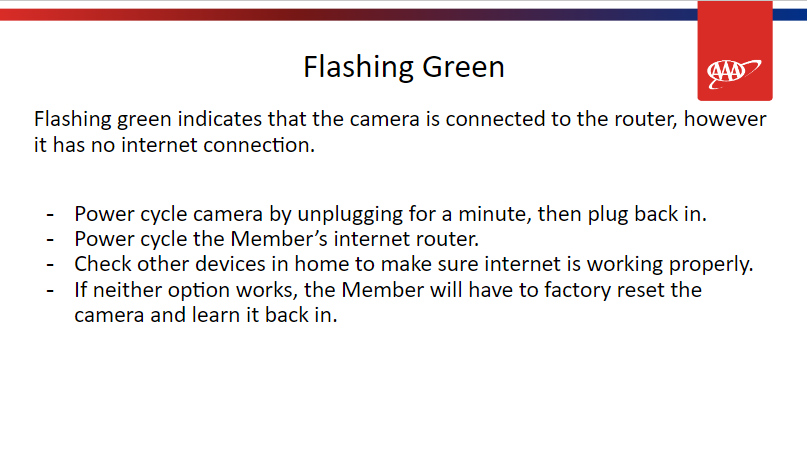 AAA
Flashing Green
Flashing green indicates that the camera is connected to the router, however
it has no internet connection.
- Power cycle camera by unplugging for a minute, then plug back in.
- Power cycle the Member’s internet router.
- Check other devices in home to make sure internet is working properly.
- If neither option works, the Member will have to factory reset the
camera and learn it back in.